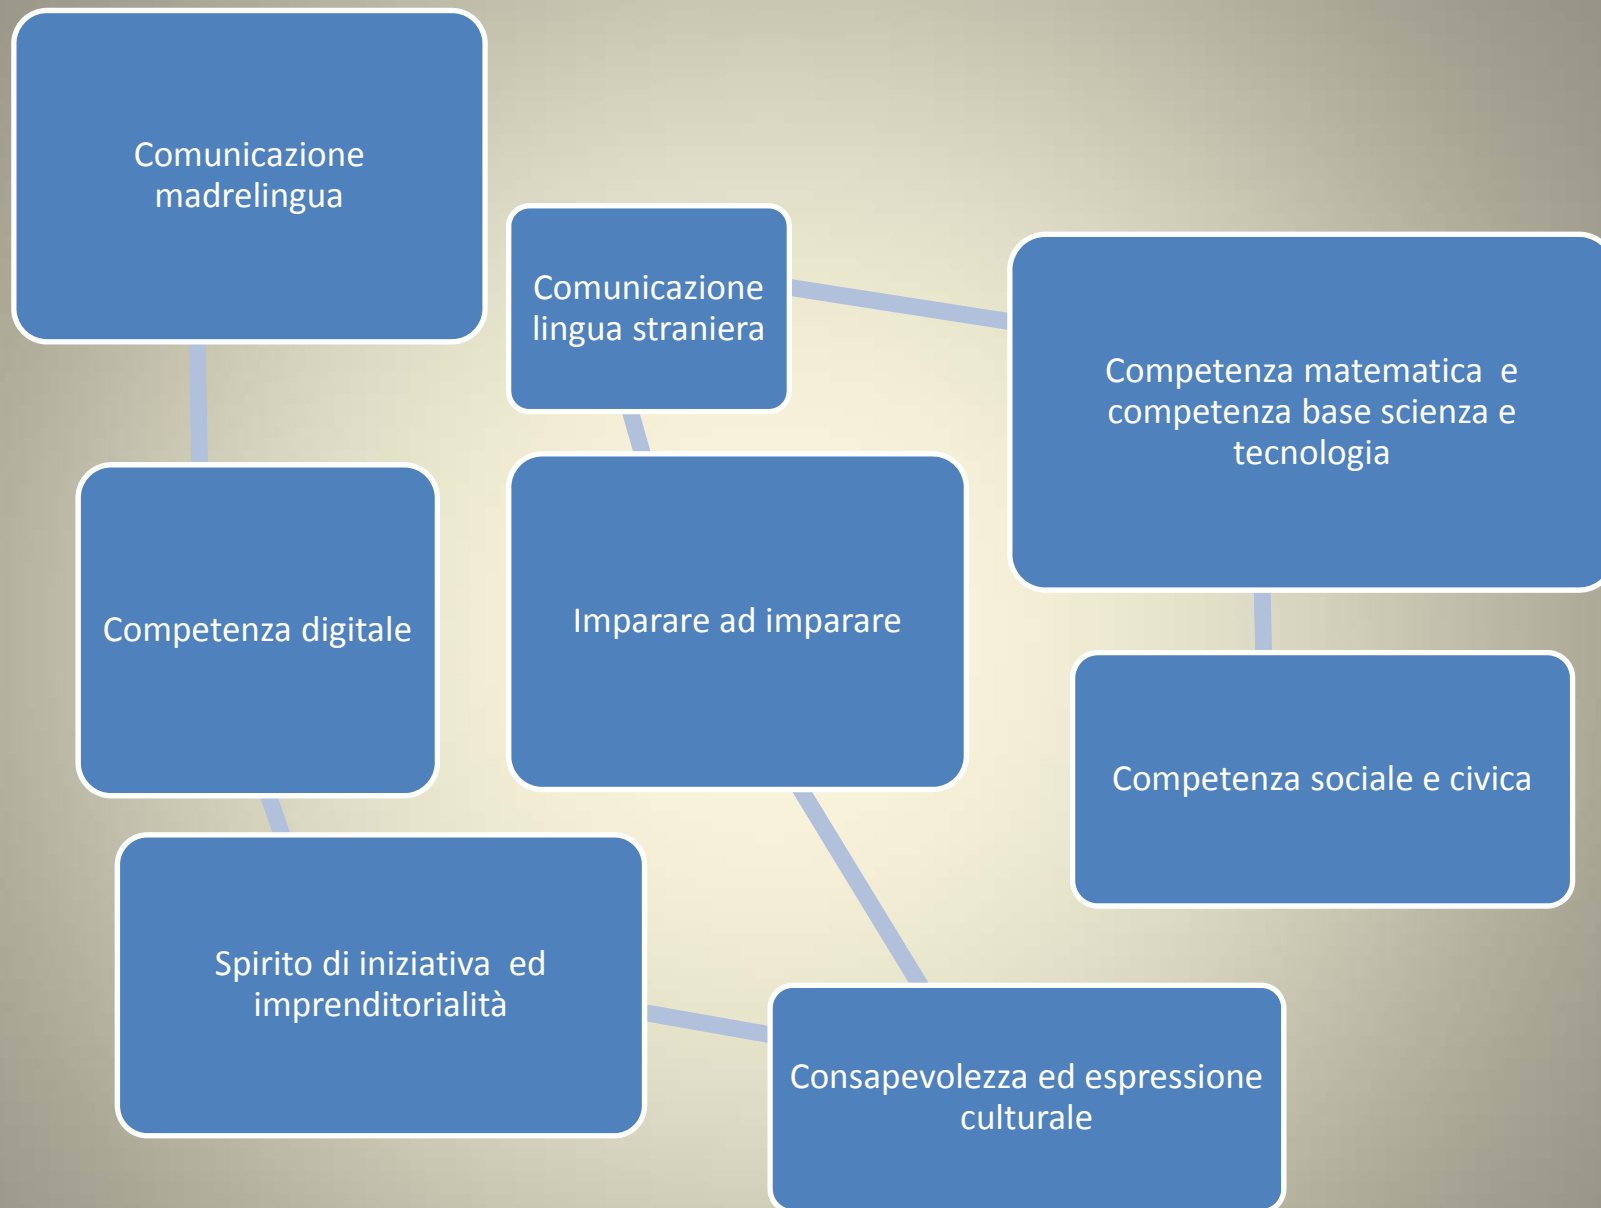 Comunicazione
madrelingua
Comunicazione
lingua straniera
Competenza matematica  e
competenza base scienza e
tecnologia
Competenza digitale
Imparare ad imparare
Competenza sociale e civica
Spirito di iniziativa  ed
imprenditorialità
Consapevolezza ed espressione
culturale